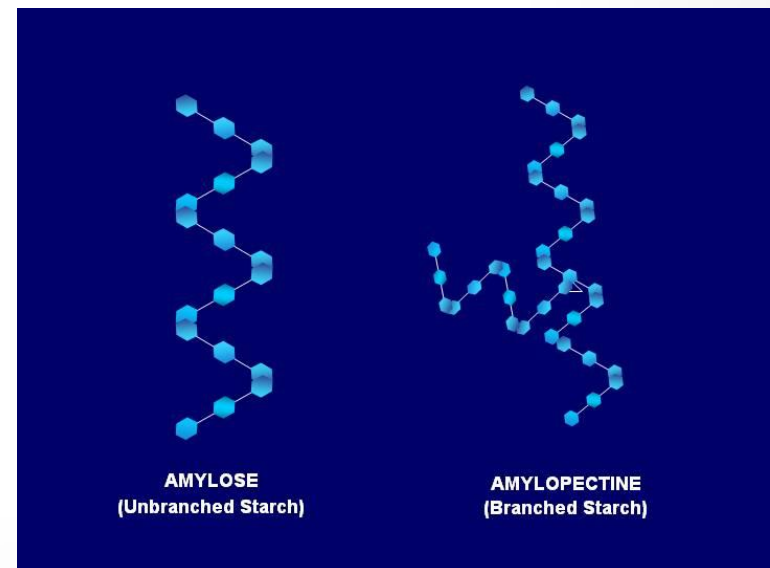 AMYLOSE
(Unbranched Starch)
AMYLOPECTINE
(Branched Starch)